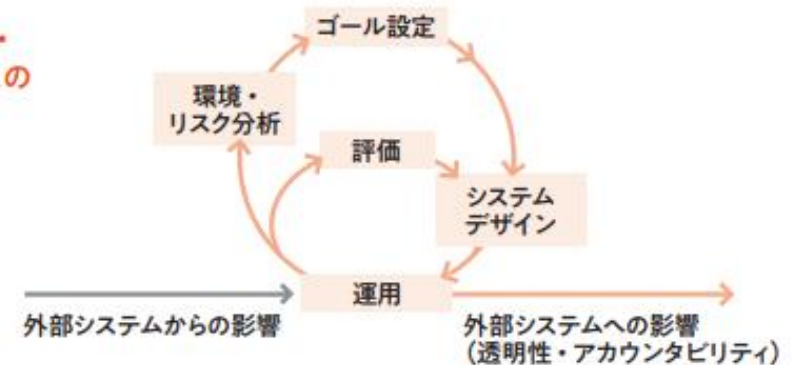 の
ゴール設定
環境・
リスク分析
評価
システム
デザイン
運用
外部システムからの影響
外部システムへの影響
（透明性・アカウンタビリティ）